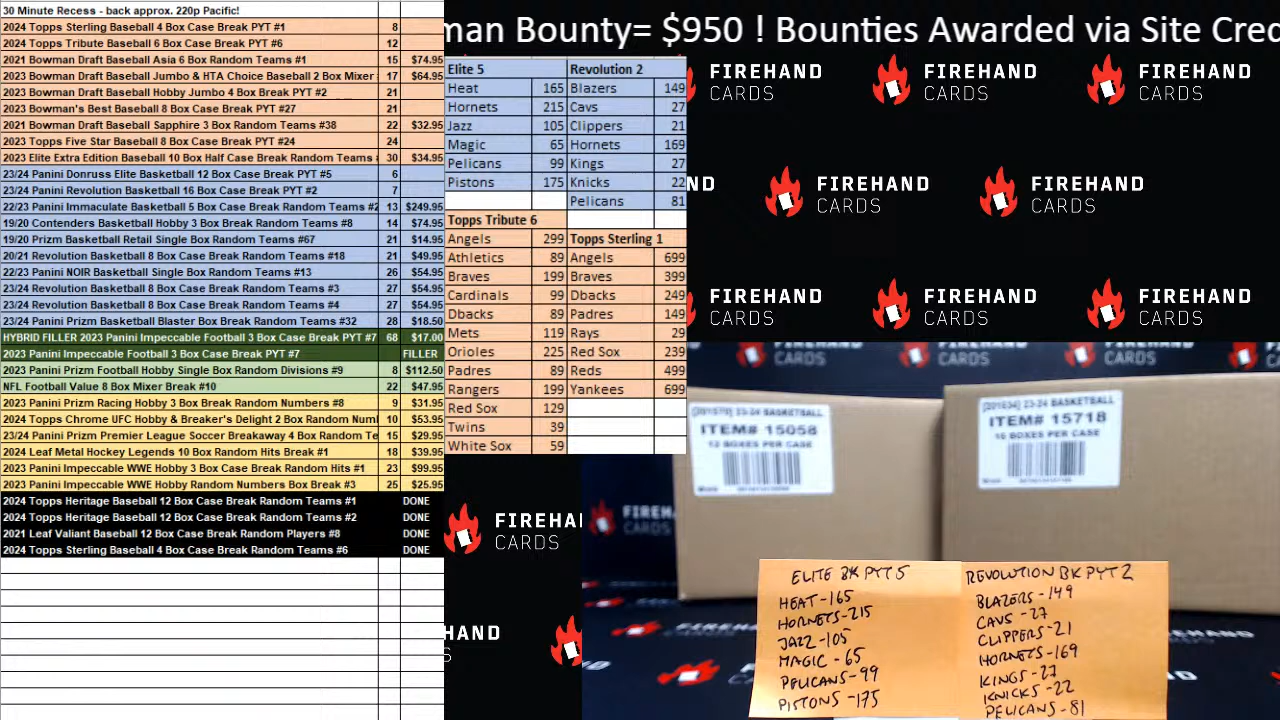 30 Minute Recess - back approx. 220p Pacific!
2024 Topps Sterling Baseball 4 Box Case Break PYT #1 8
2024 Topps Tribute Baseball 6 Box Case Break PYT #6 12
2021 Bowman Draft Baseball Asia 6 Box Random Teams #1 15 $74.95
2023 Bowman Draft Baseball Jumbo & HTA Choice Baseball 2 Box Mixer 17 $64.95
2023 Bowman Draft Baseball Hobby Jumbo 4 Box Break PYT #2 21
2023 Bowman's Best Baseball 8 Box Case Break PYT #27 21
2021 Bowman Draft Baseball Sapphire 3 Box Random Teams #38 22 $32.95
2023 Topps Five Star Baseball 8 Box Case Break PYT #24 24
2023 Elite Extra Edition Baseball 10 Box Half Case Break Random Teams 30 $34.95
23/24 Panini Donruss Elite Basketball 12 Box Case Break PYT #5 6
23/24 Panini Revolution Basketball 16 Box Case Break PYT #2 7
22/23 Panini Immaculate Basketball 5 Box Case Break Random Teams #2 13 $249.95
19/20 Contenders Basketball Hobby 3 Box Break Random Teams #8 14 $74.95
19/20 Prizm Basketball Retail Single Box Random Teams #67 21 $14.95
20/21 Revolution Basketball 8 Box Case Break Random Teams #18 21 $49.95
22/23 Panini NOIR Basketball Single Box Random Teams #13 26 $54.95
23/24 Revolution Basketball 8 Box Case Break Random Teams #3 27 $54.95
23/24 Revolution Basketball 8 Box Case Break Random Teams #4 27 $54.95
23/24 Panini Prizm Basketball Blaster Box Break Random Teams #32 28 $18.50
HYBRID FILLER 2023 Panini Impeccable Football 3 Box Case Break PYT #7 68 $17.00
2023 Panini Impeccable Football 3 Box Case Break PYT #7 FILLER
2023 Panini Prizm Football Hobby Single Box Random Divisions #9 8 $112.50
NFL Football Value 8 Box Mixer Break #10 22 $47.95
2023 Panini Prizm Racing Hobby 3 Box Break Random Numbers #8 9 $31.95
2024 Topps Chrome UFC Hobby & Breaker's Delight 2 Box Random Num 10 $53.95
23/24 Panini Prizm Premier League Soccer Breakaway 4 Box Random Te 15 $29.95
2024 Leaf Metal Hockey Legends 10 Box Random Hits Break #1 18 $39.95
2023 Panini Impeccable WWE Hobby 3 Box Case Break Random Hits #1 23 $99.95
2023 Panini Impeccable WWE Hobby Random Numbers Box Break #3 25 $25.95
2024 Topps Heritage Baseball 12 Box Case Break Random Teams #1 DONE
2024 Topps Heritage Baseball 12 Box Case Break Random Teams #2 DONE
2021 Leaf Valiant Baseball 12 Box Case Break Random Players #8 DONE
2024 Topps Sterling Baseball 4 Box Case Break Random Teams #6 DONE
man Bounty= $950 ! Bounties Awarded via Site Cred
Elite 5
Heat 165
Hornets 215
Jazz 105
Magic 65
Pelicans 99
Pistons 175
Revolution 2
Blazers 149
Cavs 27
Clippers 21
Hornets 169
Kings 27
Knicks 22
Pelicans 81
Topps Tribute 6
Angels 299
Athletics 89
Braves 199
Cardinals 99
Dbacks 89
Mets 119
Orioles 225
Padres 89
Rangers 199
Red Sox 129
Twins 39
White Sox 59
Topps Sterling 1
Angels 699
Braves 399
Dbacks 249
Padres 149
Rays 29
Red Sox 239
Reds 499
Yankees 699
FIREHAND CARDS
FIREHAND CARDS
FIREHAND CARDS
ND
FIREHAND CARDS
FIREHAND CARDS
FIREHAND CARDS
FIREHAND CARDS
FIREHAND CARDS
FIREHA
CARDS
HAND
23-24 BASKETBALL
ITEM# 15058
12 BOXES PER CASE
23-24 BASKETBALL
ITEM# 15718
16 BOXES PER CASE
ELITE BK PYT 5
HEAT-165
HORNETS-215
JAZZ-105
MAGIC-65
PELICANS-99
PISTONS-175
REVOLUTION BK PYT 2
BLAZERS-149
CAVS-27
CLIPPERS-21
HORNETS-169
KINGS-27
KNICKS-22
PELICANS-81